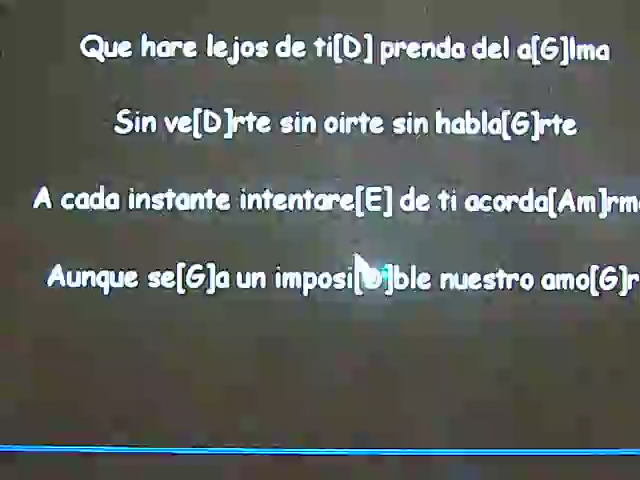 Que hare lejos de ti[D] prenda del a[G]lma
Sin ve[D]rte sin oirte sin habla[G]rte
A cada instante intentare[E] de ti acorda[Am]rm
Aunque se[G]a un imposi[D]ble nuestro amo[G]r